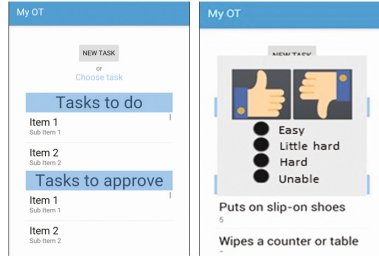 My OT
NEW TASK
or
Choose task
Tasks to do
Item 1
Sub Item 1
Item 2
Sub Item 2
Tasks to approve
Item 1
Sub Item 1
Item 2
Sub Item 2
My OT
NEW TASK
Easy
Little hard
Hard
Unable
Puts on slip-on shoes
5
Wipes a counter or table